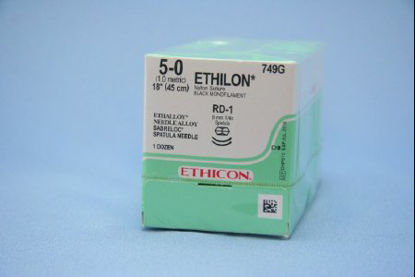 5-0 ETHILON* 749G
(1.0 metric) Nylon Suture
18" (45 cm) BLACK MONOFILAMENT
RD-1
ETHALLOY*
NEEDLE ALLOY
SABRELOC*
SPATULA NEEDLE
Spatula
1 DOZEN
ETHICON